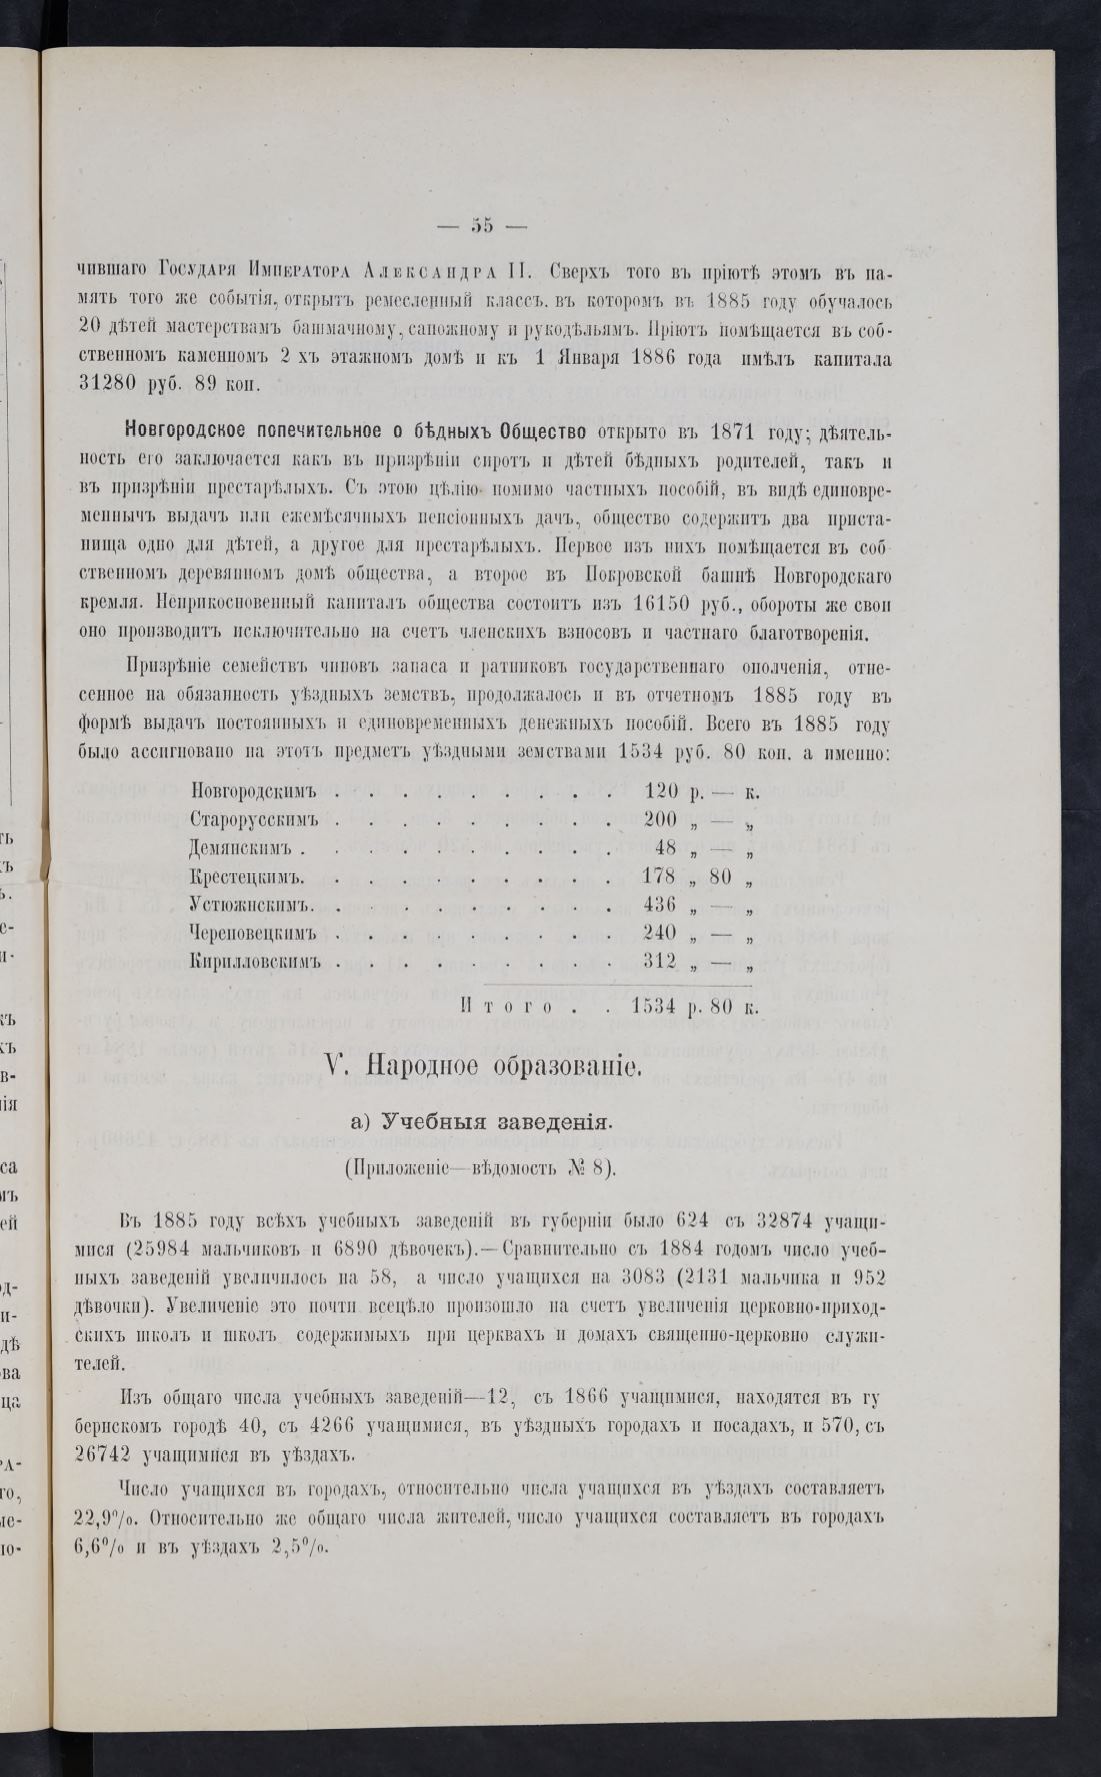 — 55 —
чившаго Государя Императора Александра II. Сверхъ того въ пріютѣ этомъ въ па-
мять того же событія, открытъ ремесленный классъ, въ которомъ въ 1885 году обучалось
20 дѣтей мастерствамъ башмачному, сапожному и рукодѣльямъ. Пріютъ помѣщается въ соб-
ственномъ каменномъ 2 хъ этажномъ домѣ и къ 1 Января 1886 года имѣлъ капитала
31280 руб. 89 коп.
Новгородское попечительное о бѣдныхъ Общество открыто въ 1871 году; дѣятель-
ность его заключается какъ въ призрѣніи сиротъ и дѣтей бѣдныхъ родителей, такъ и
въ призрѣніи престарѣлыхъ. Съ этою цѣлію помимо частныхъ пособій, въ видѣ единовре-
меннычъ выдачъ или ежемѣсячныхъ пенсіонныхъ дачъ, общество содержитъ два приста-
нища одно для дѣтей, а другое для престарѣлыхъ. Первое изъ нихъ помѣщается въ соб
ственномъ деревянномъ домѣ общества, а второе въ Покровской башнѣ Новгородскаго
кремля. Неприкосновенный капиталъ общества состоитъ изъ 16150 руб., обороты же свои
оно производитъ исключительно на счетъ членскихъ взносовъ и частнаго благотворенія.
Призрѣніе семействъ чиновъ запаса и ратниковъ государственнаго ополченія, отне-
сенное на обязанность уѣздныхъ земствъ, продолжалось и въ отчетномъ 1885 году въ
формѣ выдачъ постоянныхъ и единовременныхъ денежныхъ пособій. Всего въ 1885 году
было ассигновано на этотъ предметъ уѣздными земствами 1534 руб. 80 коп. а именно:
Новгородскимъ . . . . . . . . . 120 р. — к.
Старорусскимъ . . . . . . . . . 200 „ — „
Демянскимъ . . . . . . . . . . 48 „ — „
Крестецкимъ. . . . . . . . . . 178 „ 80 „
Устюжнскимъ. . . . . . . . . . 436 „ — „
Череповецкимъ . . . . . . . . . 240 „ — „
Кирилловскимъ . . . . . . . . . 312 „ — „
Итого . . 1534 р. 80 к.
V. Народное образованіе.
а) Учебныя заведенія.
(Приложеніе—вѣдомость № 8).
Въ 1885 году всѣхъ учебныхъ заведеній въ губерніи было 624 съ 32874 учащи-
мися (25984 мальчиковъ и 6890 дѣвочекъ).—Сравнительно съ 1884 годомъ число учеб-
ныхъ заведеній увеличилось на 58, а число учащихся на 3083 (2131 мальчика и 952
дѣвочки). Увеличеніе это почти всецѣло произошло на счетъ увеличенія церковно-приход-
скихъ школъ и школъ содержимыхъ при церквахъ и домахъ священно-церковно служи-
телей.
Изъ общаго числа учебныхъ заведеній—12, съ 1866 учащимися, находятся въ гу
бернскомъ городѣ 40, съ 4266 учащимися, въ уѣздныхъ городахъ и посадахъ, и 570, съ
26742 учащимися въ уѣздахъ.
Число учащихся въ городахъ, относительно числа учащихся въ уѣздахъ составляетъ
22,9%. Относительно же общаго числа жителей, число учащихся составляетъ въ городахъ
6,6% и въ уѣздахъ 2,5%.